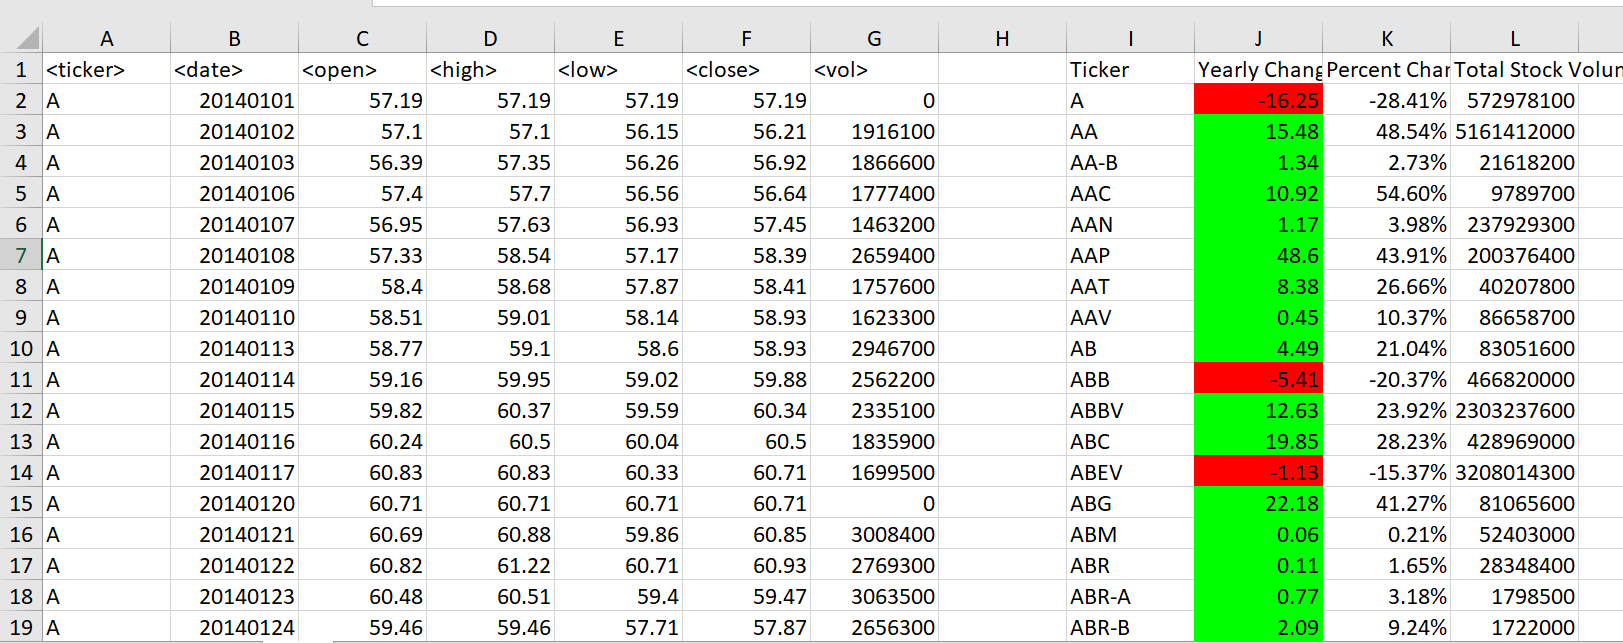 A B C D E F G H I J K L
1 <ticker> <date> <open> <high> <low> <close> <vol> Ticker Yearly Chang Percent Char Total Stock Volum
2 A 20140101 57.19 57.19 57.19 57.19 0 A -16.25 -28.41% 572978100
3 A 20140102 57.1 57.1 56.15 56.21 1916100 AA 15.48 48.54% 5161412000
4 A 20140103 56.39 57.35 56.26 56.92 1866600 AA-B 1.34 2.73% 21618200
5 A 20140106 57.4 57.7 56.56 56.64 1777400 AAC 10.92 54.60% 9789700
6 A 20140107 56.95 57.63 56.93 57.45 1463200 AAN 1.17 3.98% 237929300
7 A 20140108 57.33 58.54 57.17 58.39 2659400 AAP 48.6 43.91% 200376400
8 A 20140109 58.4 58.68 57.87 58.41 1757600 AAT 8.38 26.66% 40207800
9 A 20140110 58.51 59.01 58.14 58.93 1623300 AAV 0.45 10.37% 86658700
10 A 20140113 58.77 59.1 58.6 58.93 2946700 AB 4.49 21.04% 83051600
11 A 20140114 59.16 59.95 59.02 59.88 2562200 ABB -5.41 -20.37% 466820000
12 A 20140115 59.82 60.37 59.59 60.34 2335100 ABBV 12.63 23.92% 2303237600
13 A 20140116 60.24 60.5 60.04 60.5 1835900 ABC 19.85 28.23% 428969000
14 A 20140117 60.83 60.83 60.33 60.71 1699500 ABEV -1.13 -15.37% 3208014300
15 A 20140120 60.71 60.71 60.71 60.71 0 ABG 22.18 41.27% 81065600
16 A 20140121 60.69 60.88 59.86 60.85 3008400 ABM 0.06 0.21% 52403000
17 A 20140122 60.82 61.22 60.71 60.93 2769300 ABR 0.11 1.65% 28348400
18 A 20140123 60.48 60.51 59.4 59.47 3063500 ABR-A 0.77 3.18% 1798500
19 A 20140124 59.46 59.46 57.71 57.87 2656300 ABR-B 2.09 9.24% 1722000